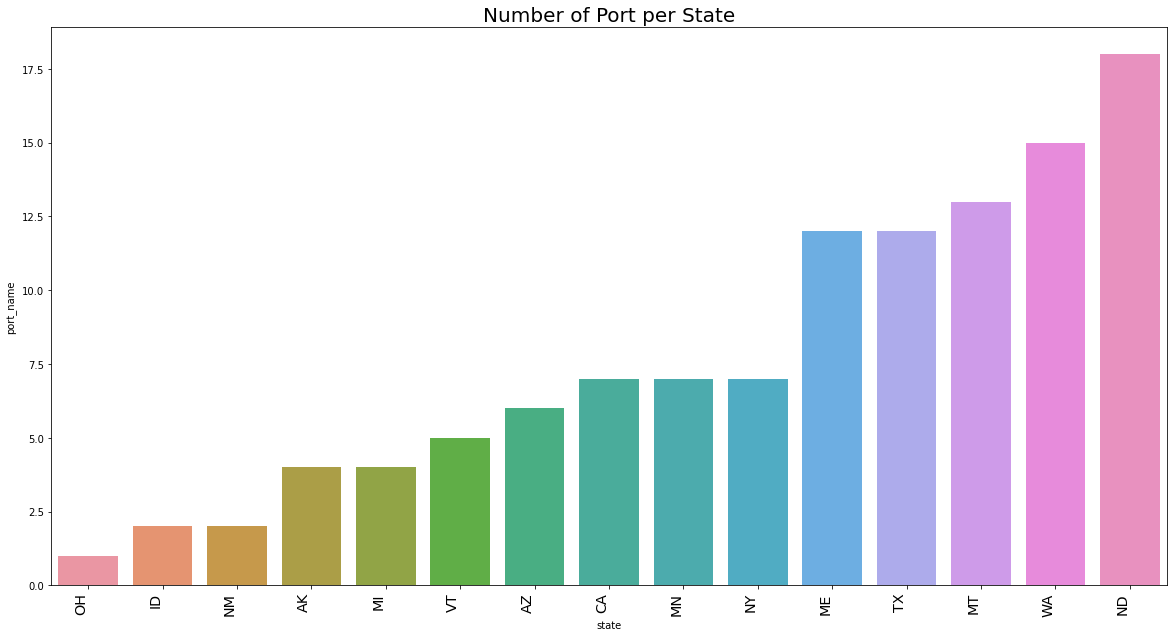 Number of Port per State
17.5
15.0
12.5
10.0
7.5
5.0
2.5
0.0
port_name
OH ID NM AK MI VT AZ CA MN NY ME TX MT WA ND
state